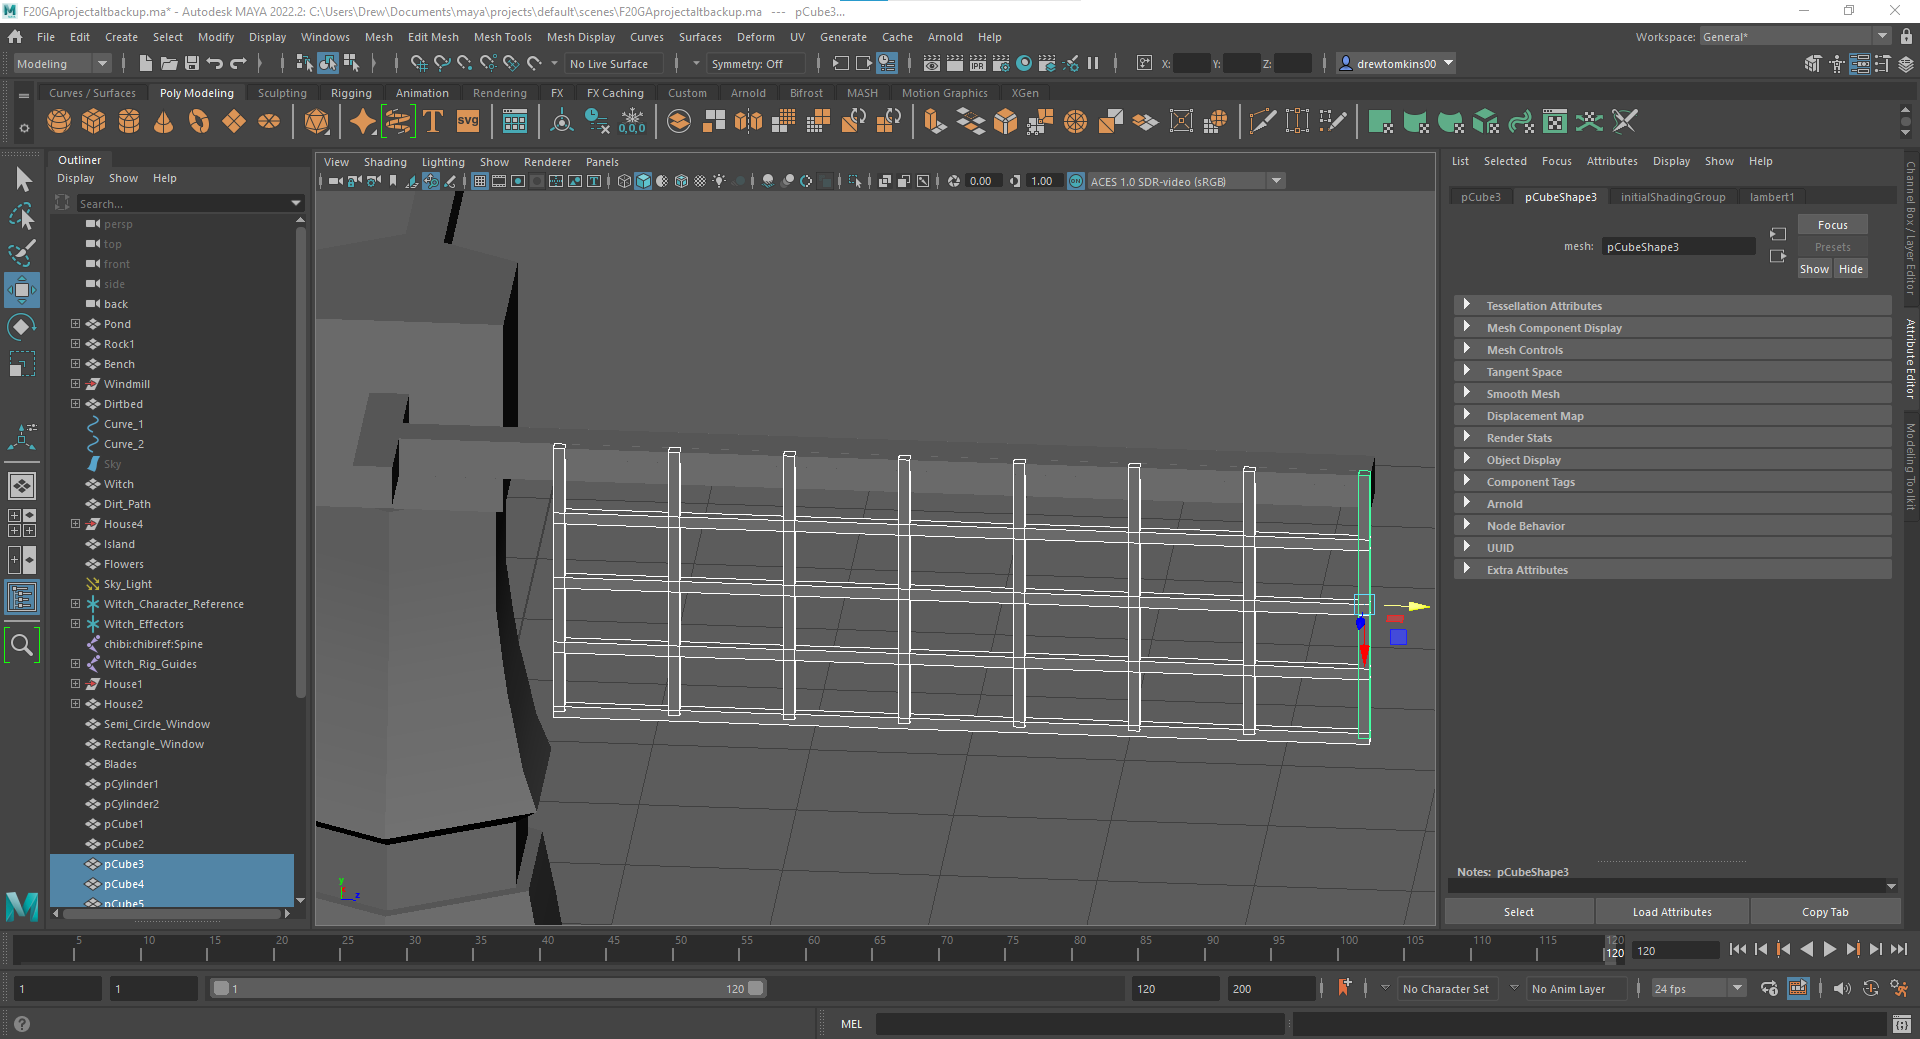 F20GAprojectaltbackup.ma* - Autodesk MAYA 2022.2: C:\Users\Drew\Documents\maya\projects\default\scenes\F20GAprojectaltbackup.ma --- pCube3...
File Edit Create Select Modify Display Windows Mesh Edit Mesh Mesh Tools Mesh Display Curves Surfaces Deform UV Generate Cache Arnold Help Workspace: General*
Modeling No Live Surface Symmetry: Off IPR X: Y: Z: drewtomkins00
Curves / Surfaces Poly Modeling Sculpting Rigging Animation Rendering FX FX Caching Custom Arnold Bifrost MASH Motion Graphics XGen
T svg 0,0,0
Outliner
Display Show Help
Search...
persp
top
front
side
back
Pond
Rock1
Bench
Windmill
Dirtbed
Curve_1
Curve_2
Sky
Witch
Dirt_Path
House4
Island
Flowers
Sky_Light
Witch_Character_Reference
Witch_Effectors
chibi:chibiref:Spine
Witch_Rig_Guides
House1
House2
Semi_Circle_Window
Rectangle_Window
Blades
pCylinder1
pCylinder2
pCube1
pCube2
pCube3
pCube4
pCube5
View Shading Lighting Show Renderer Panels
0.00 1.00 ACES 1.0 SDR-video (sRGB)
y
z
List Selected Focus Attributes Display Show Help
pCube3 pCubeShape3 initialShadingGroup lambert1
mesh: pCubeShape3
Focus
Presets
Show Hide
Tessellation Attributes
Mesh Component Display
Mesh Controls
Tangent Space
Smooth Mesh
Displacement Map
Render Stats
Object Display
Component Tags
Arnold
Node Behavior
UUID
Extra Attributes
Notes: pCubeShape3
Select Load Attributes Copy Tab
Channel Box / Layer Editor
Attribute Editor
Modeling Toolkit
5 10 15 20 25 30 35 40 45 50 55 60 65 70 75 80 85 90 95 100 105 110 115 120
120 120
1 1 1 120 120 200 No Character Set No Anim Layer 24 fps
MEL